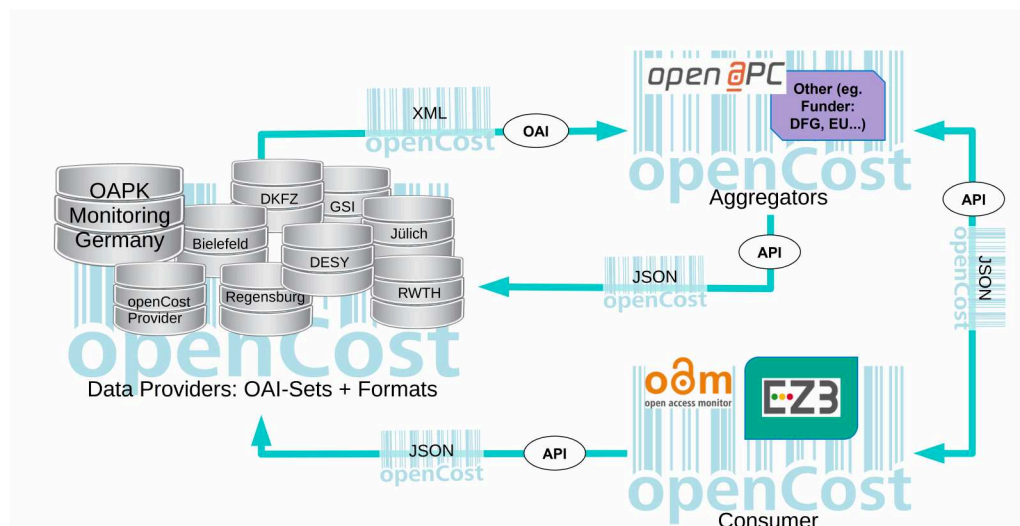 open aPC
Other (eg.
Funder:
DFG, EU...)
openCost
Aggregators
XML
openCost
OAI
OAPK
Monitoring
Germany
DKFZ
GSI
Bielefeld
Jülich
DESY
openCost
Provider
Regensburg
RWTH
openCost
Data Providers: OAI-Sets + Formats
API
JSON
openCost
API
JSON
openCost
oam
open access monitor
EZB
openCost
Consumer
API
JSON
openCost